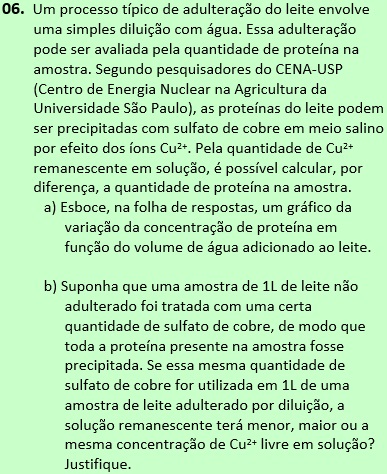 06. Um processo típico de adulteração do leite envolve
uma simples diluição com água. Essa adulteração
pode ser avaliada pela quantidade de proteína na
amostra. Segundo pesquisadores do CENA-USP
(Centro de Energia Nuclear na Agricultura da
Universidade São Paulo), as proteínas do leite podem
ser precipitadas com sulfato de cobre em meio salino
por efeito dos íons Cu²⁺. Pela quantidade de Cu²⁺
remanescente em solução, é possível calcular, por
diferença, a quantidade de proteína na amostra.
a) Esboce, na folha de respostas, um gráfico da
variação da concentração de proteína em
função do volume de água adicionado ao leite.
b) Suponha que uma amostra de 1L de leite não
adulterado foi tratada com uma certa
quantidade de sulfato de cobre, de modo que
toda a proteína presente na amostra fosse
precipitada. Se essa mesma quantidade de
sulfato de cobre for utilizada em 1L de uma
amostra de leite adulterado por diluição, a
solução remanescente terá menor, maior ou a
mesma concentração de Cu²⁺ livre em solução?
Justifique.